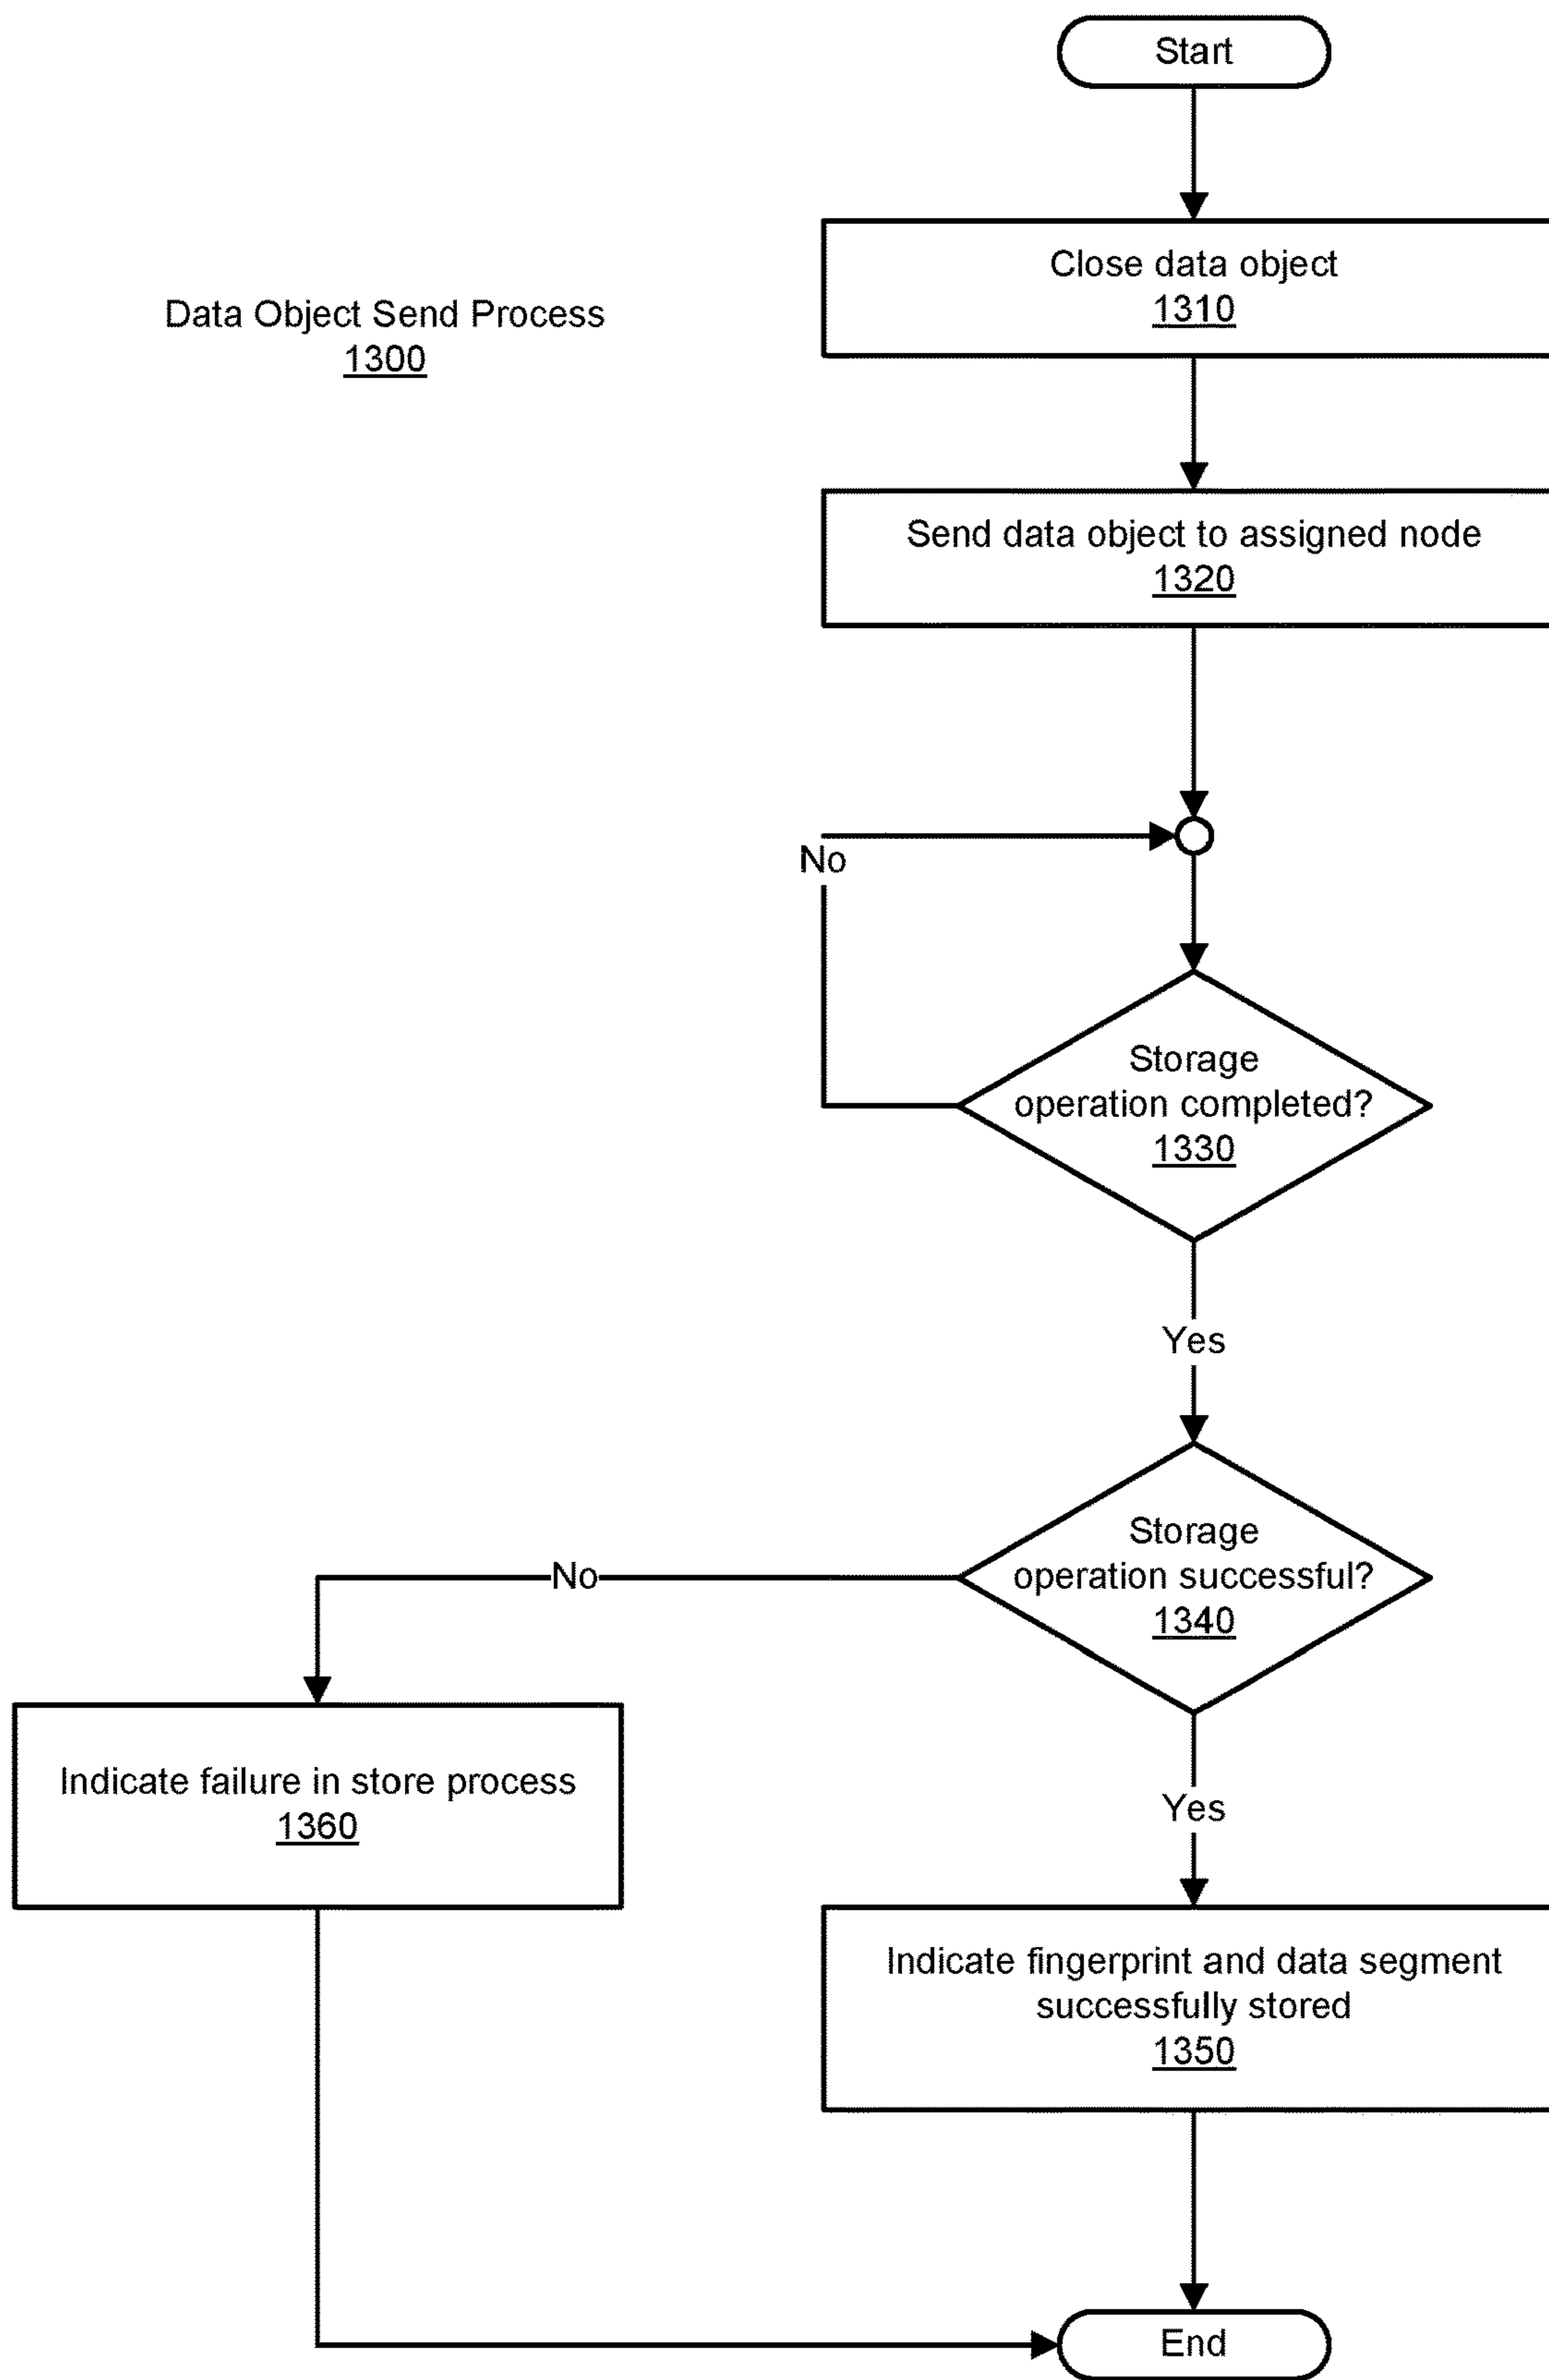 Start
Close data object
1310
Data Object Send Process
1300
Send data object to assigned node
1320
No
Storage
operation completed?
1330
Yes
Storage
operation successful?
1340
No
Indicate failure in store process
1360
Yes
Indicate fingerprint and data segment
successfully stored
1350
End